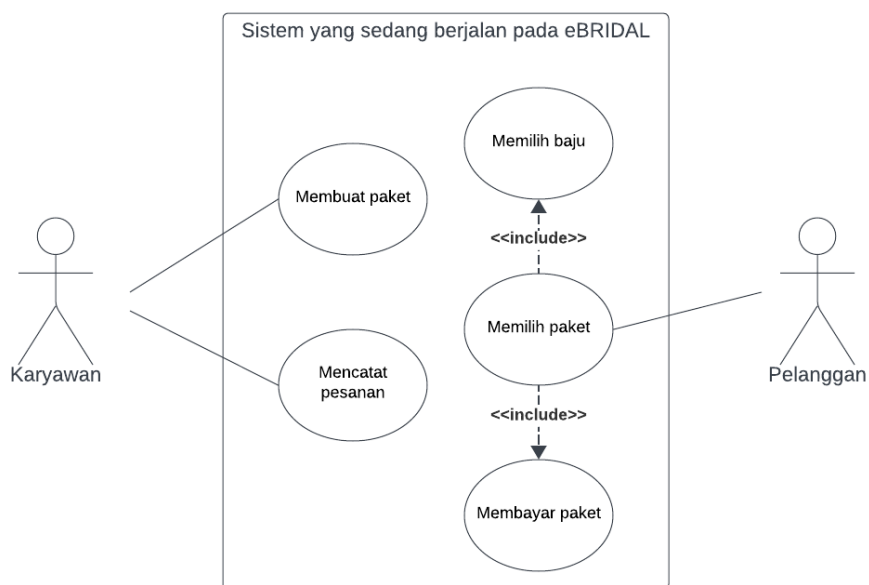 Sistem yang sedang berjalan pada eBRIDAL
Memilih baju
Membuat paket
<<include>>
Memilih paket
Karyawan
Pelanggan
Mencatat
pesanan
<<include>>
Membayar paket